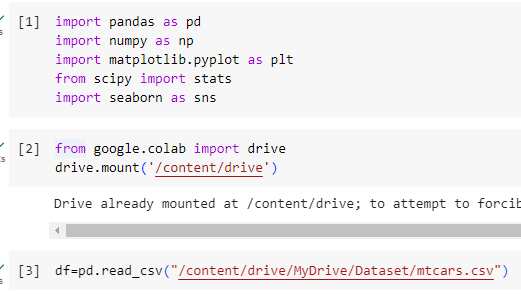 [1] import pandas as pd
import numpy as np
import matplotlib.pyplot as plt
from scipy import stats
import seaborn as sns
[2] from google.colab import drive
drive.mount('/content/drive')
Drive already mounted at /content/drive; to attempt to forcib
[3] df=pd.read_csv("/content/drive/MyDrive/Dataset/mtcars.csv")